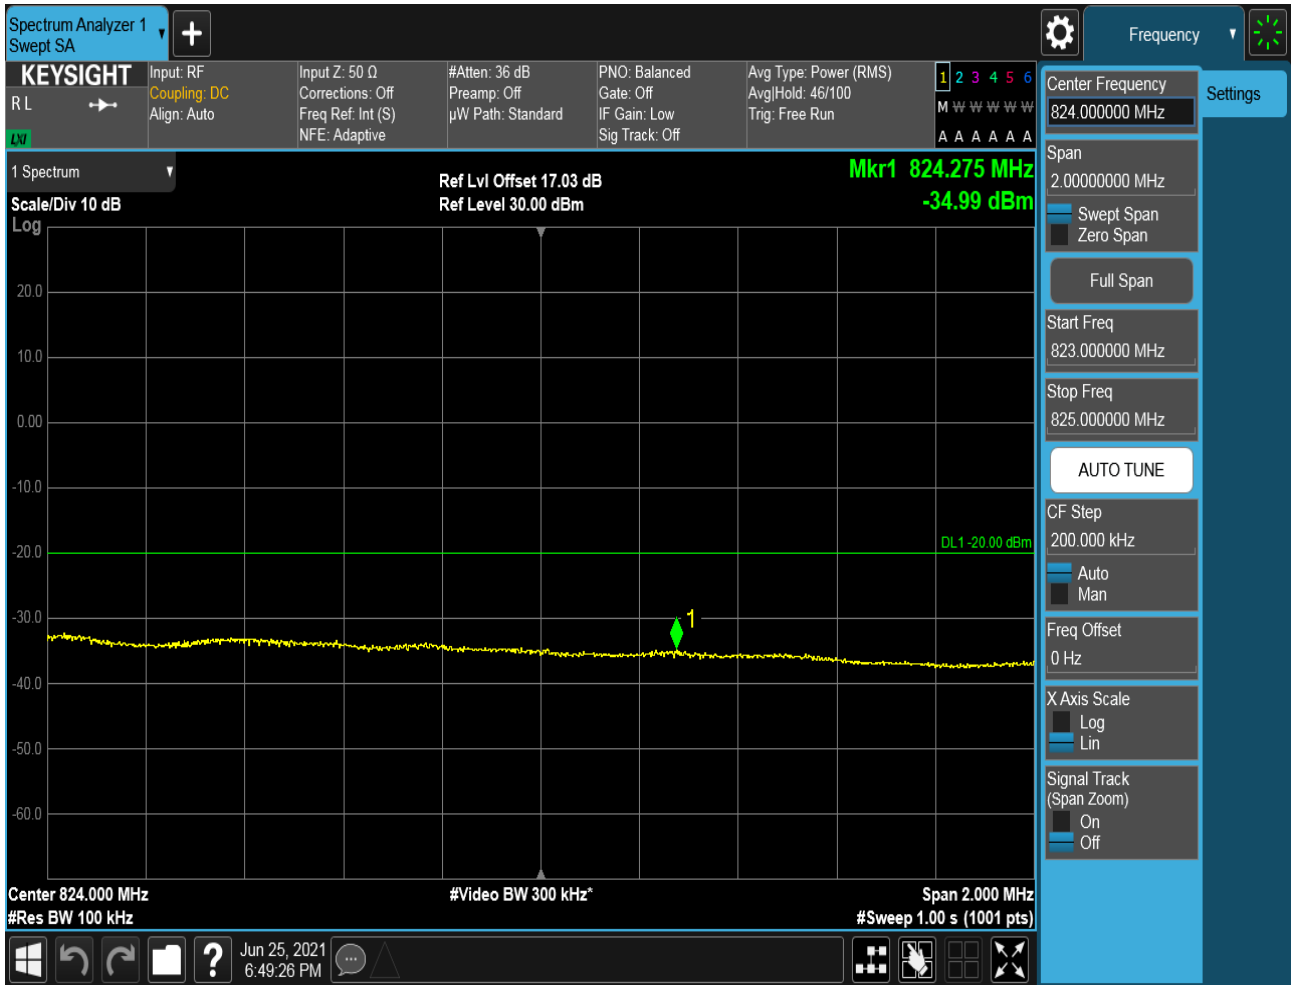 Spectrum Analyzer 1
Swept SA
Frequency
KEYSIGHT
R L
LXI
Input: RF
Coupling: DC
Align: Auto
Input Z: 50 Ω
Corrections: Off
Freq Ref: Int (S)
NFE: Adaptive
#Atten: 36 dB
Preamp: Off
µW Path: Standard
PNO: Balanced
Gate: Off
IF Gain: Low
Sig Track: Off
Avg Type: Power (RMS)
Avg|Hold: 46/100
Trig: Free Run
1 2 3 4 5 6
M W W W W W
A A A A A A
1 Spectrum
Scale/Div 10 dB
Log
Ref Lvl Offset 17.03 dB
Ref Level 30.00 dBm
Mkr1 824.275 MHz
-34.99 dBm
20.0
10.0
0.00
-10.0
-20.0
DL1 -20.00 dBm
-30.0
1
-40.0
-50.0
-60.0
Center 824.000 MHz
#Video BW 300 kHz*
Span 2.000 MHz
#Res BW 100 kHz
#Sweep 1.00 s (1001 pts)
?
Jun 25, 2021
6:49:26 PM
Center Frequency
824.000000 MHz
Settings
Span
2.00000000 MHz
Swept Span
Zero Span
Full Span
Start Freq
823.000000 MHz
Stop Freq
825.000000 MHz
AUTO TUNE
CF Step
200.000 kHz
Auto
Man
Freq Offset
0 Hz
X Axis Scale
Log
Lin
Signal Track
(Span Zoom)
On
Off